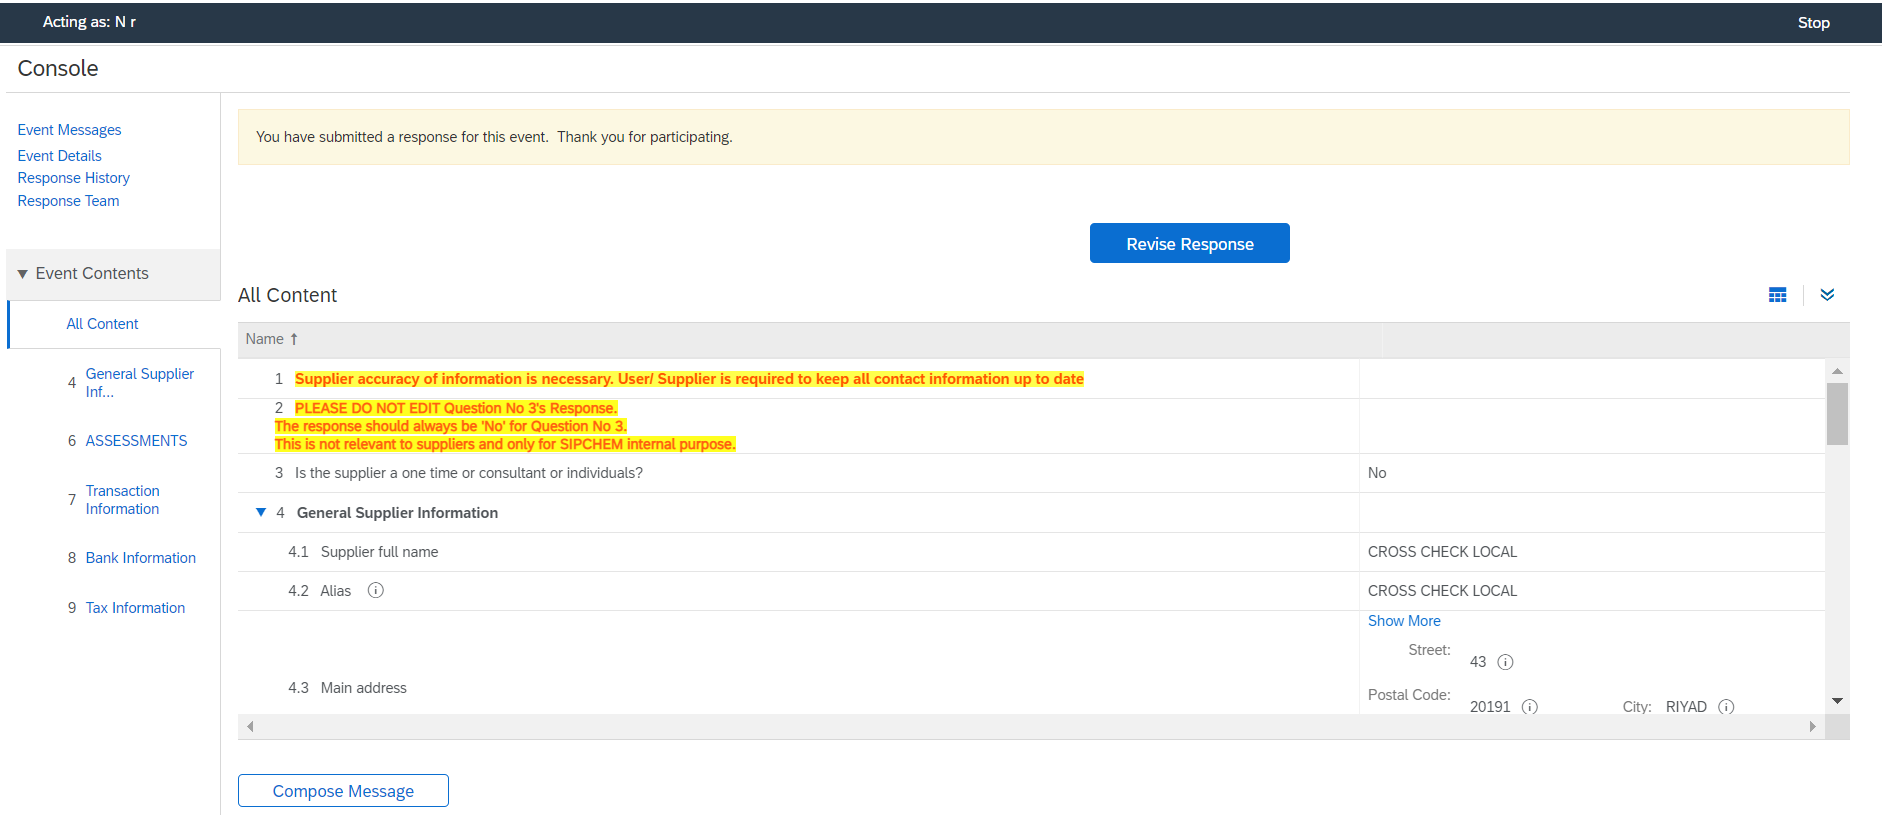 Acting as: N r
Stop
Console
Event Messages
Event Details
Response History
Response Team
▼ Event Contents
All Content
4 General Supplier
Inf...
6 ASSESSMENTS
7 Transaction
Information
8 Bank Information
9 Tax Information
You have submitted a response for this event. Thank you for participating.
Revise Response
All Content
Name ↑
1 Supplier accuracy of information is necessary. User/ Supplier is required to keep all contact information up to date
2 PLEASE DO NOT EDIT Question No 3's Response.
The response should always be 'No' for Question No 3.
This is not relevant to suppliers and only for SIPCHEM internal purpose.
3 Is the supplier a one time or consultant or individuals? No
▼ 4 General Supplier Information
4.1 Supplier full name CROSS CHECK LOCAL
4.2 Alias CROSS CHECK LOCAL
4.3 Main address
Show More
Street: 43
Postal Code: 20191 City: RIYAD
Compose Message